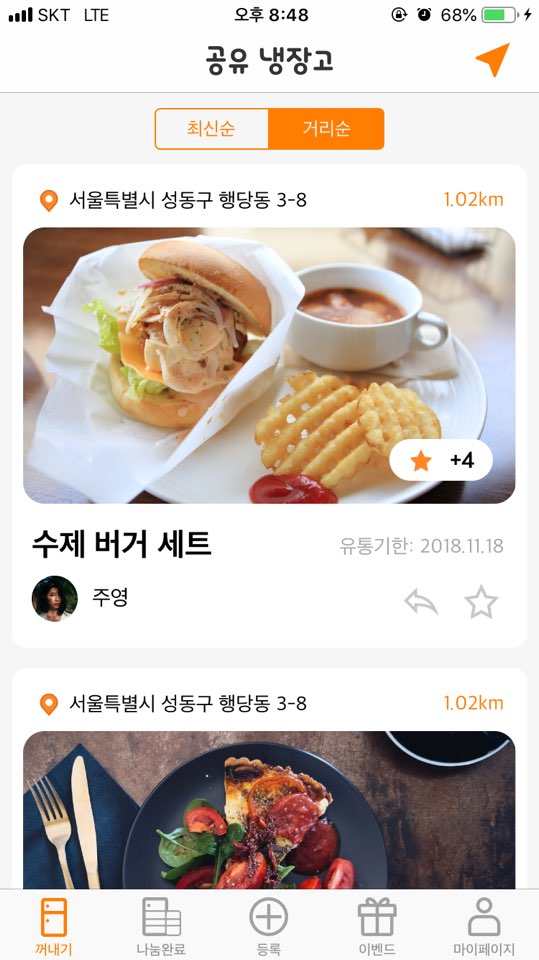 SKT LTE 오후 8:48 68%
공유 냉장고
최신순 거리순
서울특별시 성동구 행당동 3-8 1.02km
+4
수제 버거 세트 유통기한: 2018.11.18
주영
서울특별시 성동구 행당동 3-8 1.02km
꺼내기 나눔완료 등록 이벤트 마이페이지